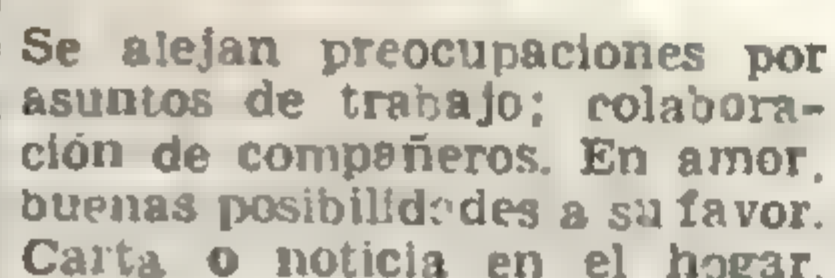 Se alejan preocupaciones por
asuntos de trabajo; colabora-
ción de compañeros. En amor,
buenas posibilidades a su favor.
Carta o noticia en el hogar.